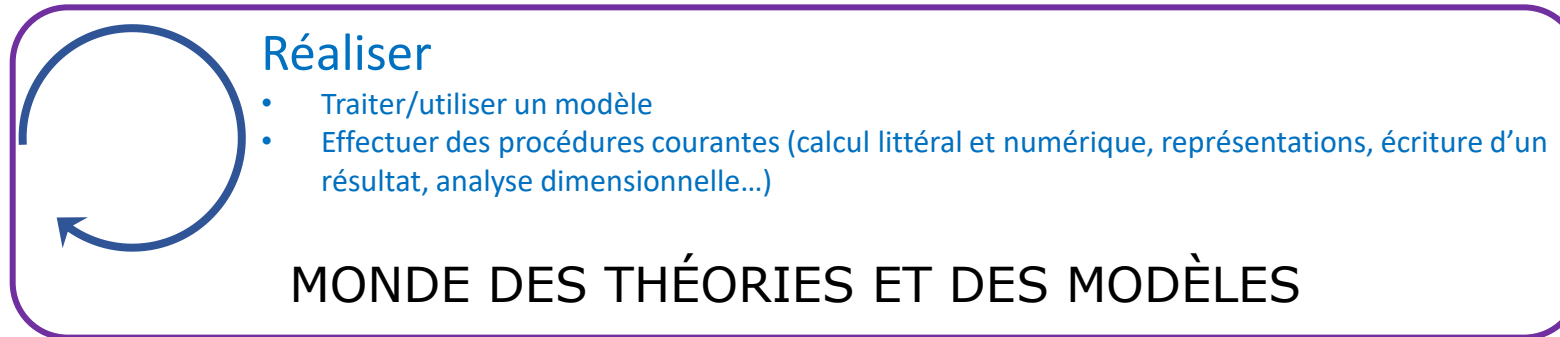 Réaliser
• Traiter/utiliser un modèle
• Effectuer des procédures courantes (calcul littéral et numérique, représentations, écriture d’un
résultat, analyse dimensionnelle…)
MONDE DES THÉORIES ET DES MODÈLES